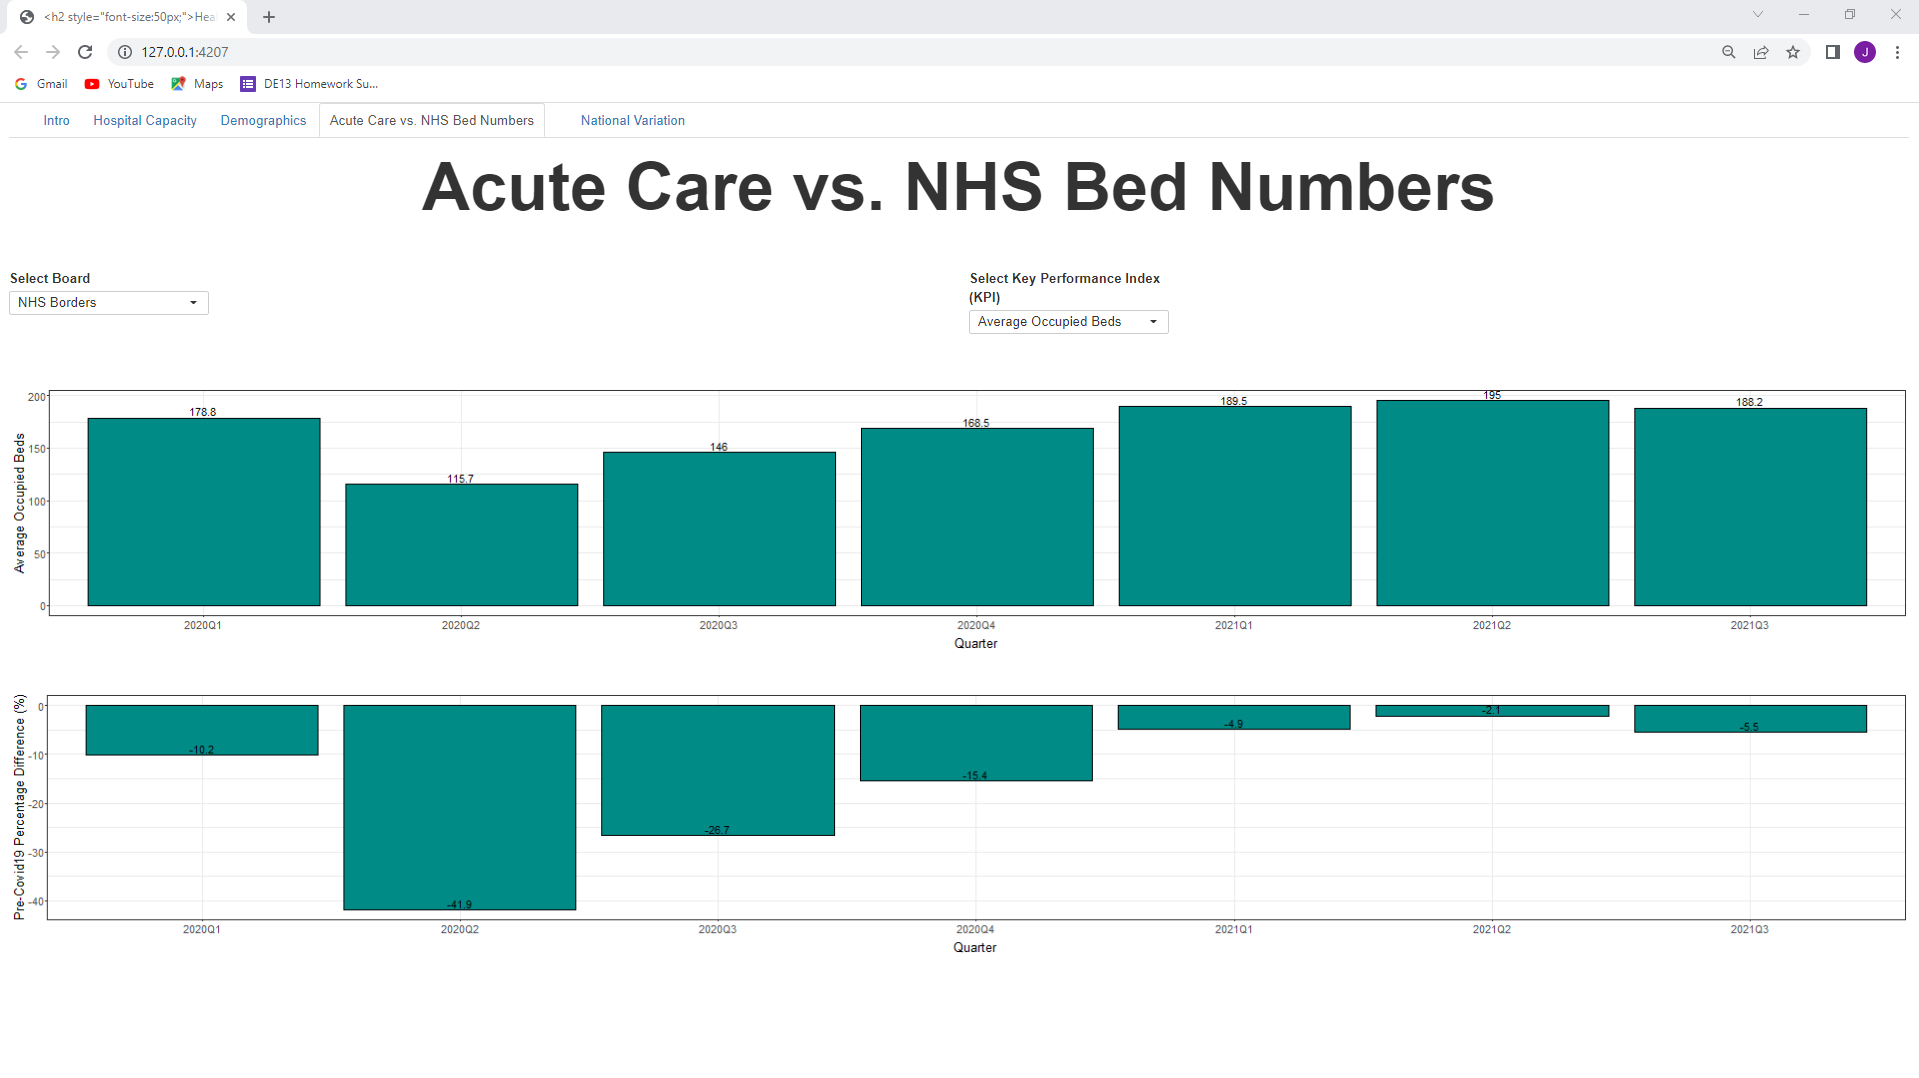 <h2 style="font-size:50px;">Hea
127.0.0.1:4207
J
Gmail
YouTube
Maps
DE13 Homework Su...
Intro
Hospital Capacity
Demographics
Acute Care vs. NHS Bed Numbers
National Variation
Acute Care vs. NHS Bed Numbers
Select Board
NHS Borders
Select Key Performance Index
(KPI)
Average Occupied Beds
Average Occupied Beds
200
150
100
50
0
178.8
115.7
146
168.5
189.5
195
188.2
2020Q1
2020Q2
2020Q3
2020Q4
2021Q1
2021Q2
2021Q3
Quarter
Pre-Covid19 Percentage Difference (%)
0
-10
-20
-30
-40
-10.2
-41.9
-26.7
-15.4
-4.9
-2.1
-5.5
2020Q1
2020Q2
2020Q3
2020Q4
2021Q1
2021Q2
2021Q3
Quarter